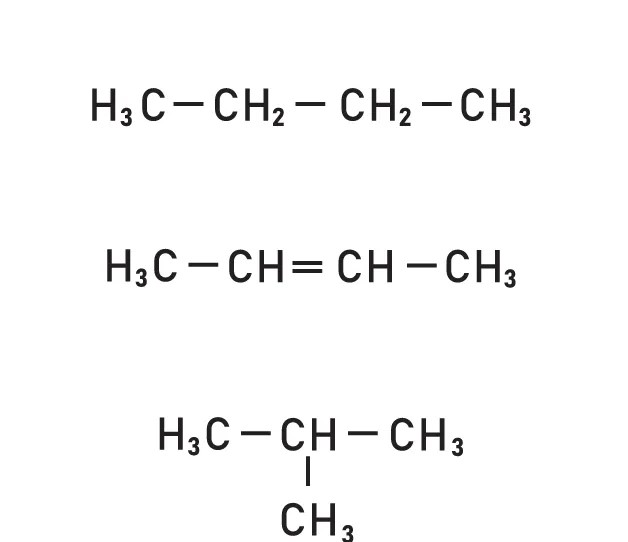 H₃C — CH₂ — CH₂ — CH₃
H₃C — CH = CH — CH₃
H₃C — CH — CH₃
CH₃